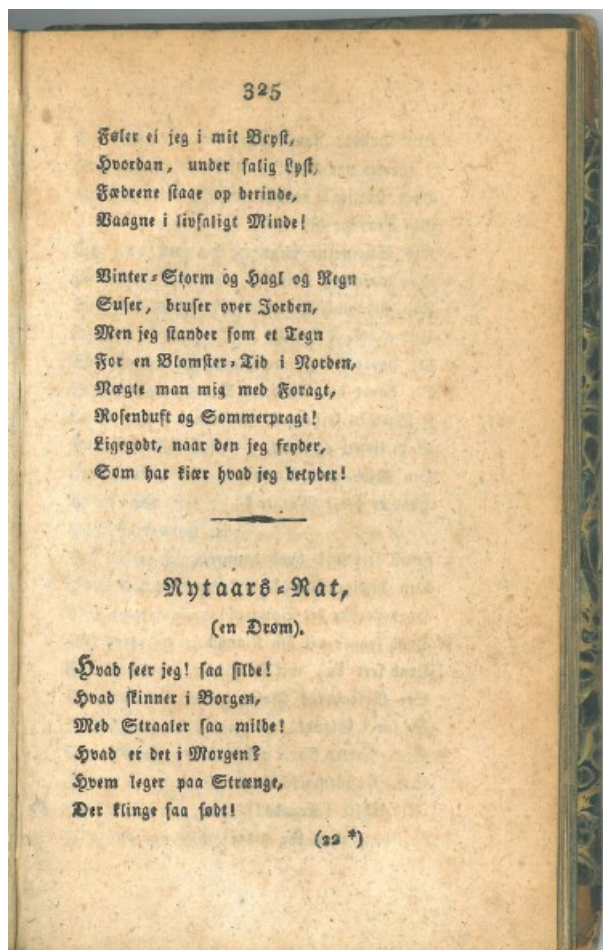 325
Føler ei jeg i mit Bryst,
Hvordan, under salig Lyst,
Fædrene staae op derinde,
Vaagne i livsaligt Minde!
Vinter-Storm og Hagl og Regn
Suser, bruser over Jorden,
Men jeg stander som et Tegn
For en Blomster-Tid i Norden,
Nægte man mig med Foragt,
Rosenduft og Sommerpragt!
Ligegodt, naar den jeg fryder,
Som har kiær hvad jeg betyder!
Nytaars-Nat,
(en Drøm).
Hvad seer jeg! saa silde!
Hvad skinner i Borgen,
Med Straaler saa milde!
Hvad er det i Morgen?
Hvem leger paa Strænge,
Der klinge saa sødt!
(22 *)